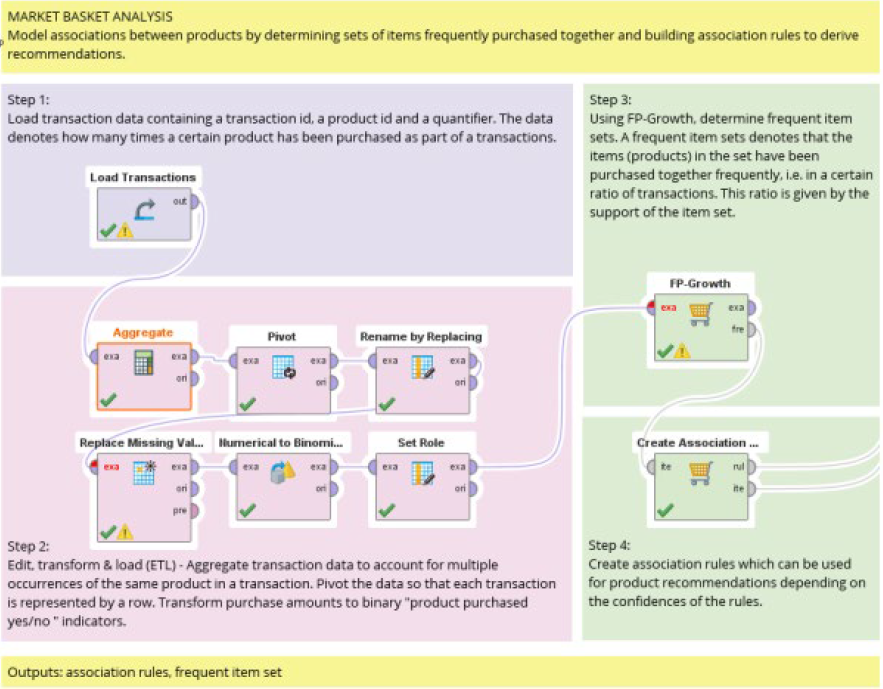 MARKET BASKET ANALYSIS
Model associations between products by determining sets of items frequently purchased together and building association rules to derive
recommendations.
Step 1:
Load transaction data containing a transaction id, a product id and a quantifier. The data
denotes how many times a certain product has been purchased as part of a transactions.
Load Transactions
out
Aggregate
exa
exa
ori
Pivot
exa
exa
ori
Rename by Replacing
exa
exa
ori
Replace Missing Val...
exa
exa
ori
pre
Numerical to Binomi...
exa
exa
ori
Set Role
exa
exa
ori
Step 2:
Edit, transform & load (ETL) - Aggregate transaction data to account for multiple
occurrences of the same product in a transaction. Pivot the data so that each transaction
is represented by a row. Transform purchase amounts to binary "product purchased
yes/no " indicators.
Step 3:
Using FP-Growth, determine frequent item
sets. A frequent item sets denotes that the
items (products) in the set have been
purchased together frequently, i.e. in a certain
ratio of transactions. This ratio is given by the
support of the item set.
FP-Growth
exa
exa
fre
Create Association ...
ite
rul
ite
Step 4:
Create association rules which can be used
for product recommendations depending on
the confidences of the rules.
Outputs: association rules, frequent item set